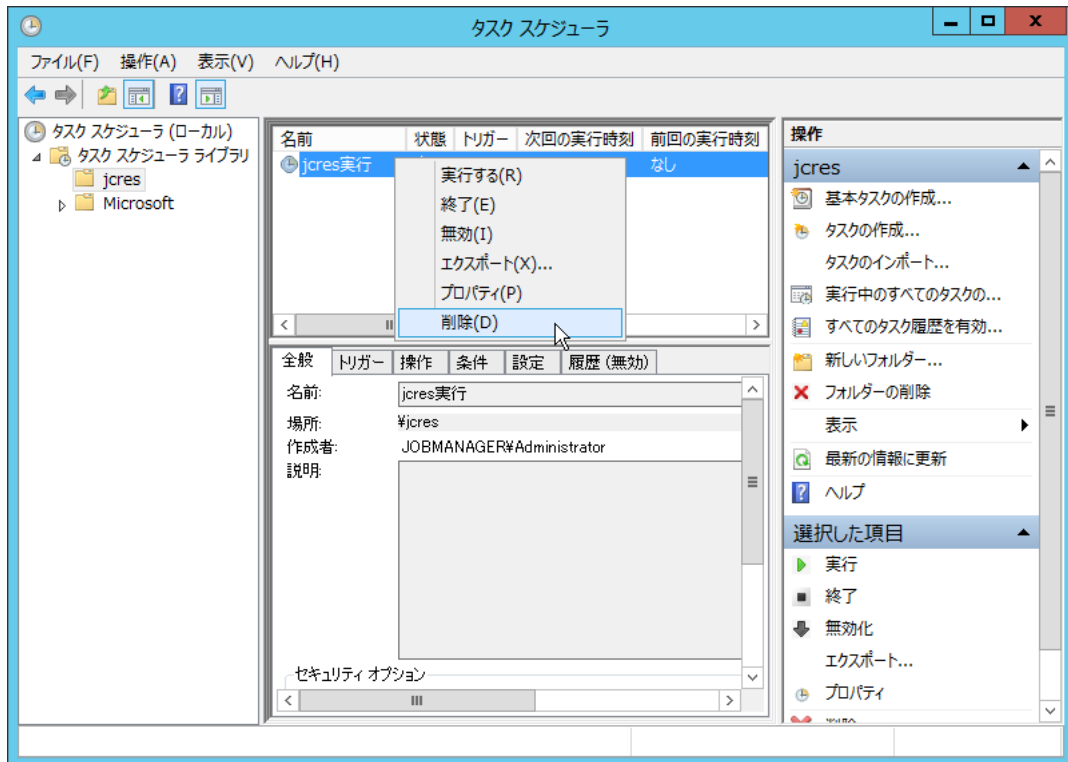 タスク スケジューラ
ファイル(F) 操作(A) 表示(V) ヘルプ(H)
タスク スケジューラ (ローカル)
タスク スケジューラ ライブラリ
jcres
Microsoft
名前 状態 トリガー 次回の実行時刻 前回の実行時刻
jcres実行 なし
実行する(R)
終了(E)
無効(I)
エクスポート(X)...
プロパティ(P)
削除(D)
全般 トリガー 操作 条件 設定 履歴 (無効)
名前: jcres実行
場所: ¥jcres
作成者: JOBMANAGER¥Administrator
説明:
セキュリティ オプション
操作
jcres
基本タスクの作成...
タスクの作成...
タスクのインポート...
実行中のすべてのタスクの...
すべてのタスク履歴を有効...
新しいフォルダー...
フォルダーの削除
表示
最新の情報に更新
ヘルプ
選択した項目
実行
終了
無効化
エクスポート...
プロパティ